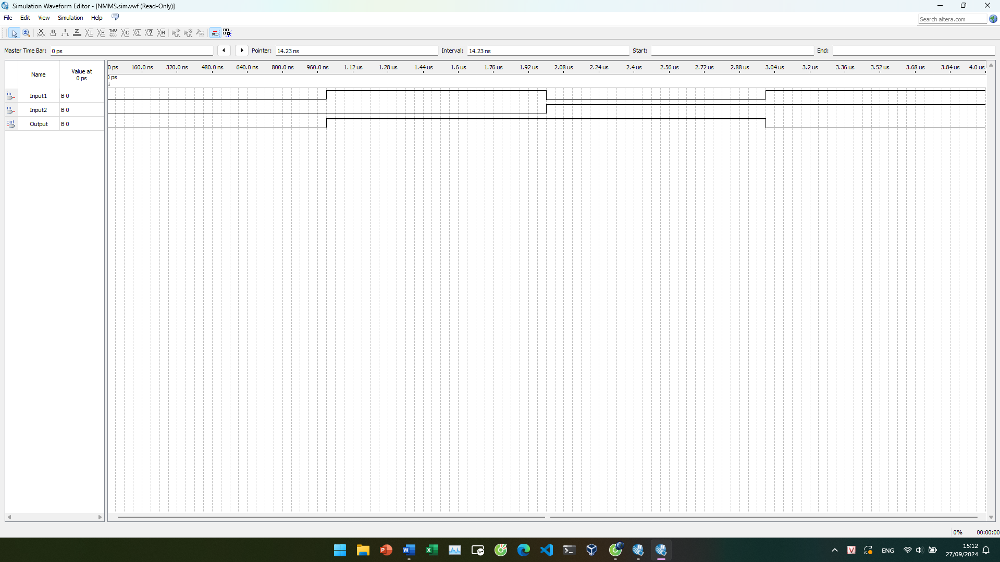 Simulation Waveform Editor - [NMMS.sim.vwf (Read-Only)]
File Edit View Simulation Help
Search altera.com
Master Time Bar: 0 ps Pointer: 14.23 ns Interval: 14.23 ns Start: End:
Name Value at 0 ps
0 ps 160.0 ns 320.0 ns 480.0 ns 640.0 ns 800.0 ns 960.0 ns 1.12 us 1.28 us 1.44 us 1.6 us 1.76 us 1.92 us 2.08 us 2.24 us 2.4 us 2.56 us 2.72 us 2.88 us 3.04 us 3.2 us 3.36 us 3.52 us 3.68 us 3.84 us 4.0 us
0 ps
in Input1 B 0
in Input2 B 0
out Output B 0
0% 00:00:00
ENG
15:12
27/09/2024